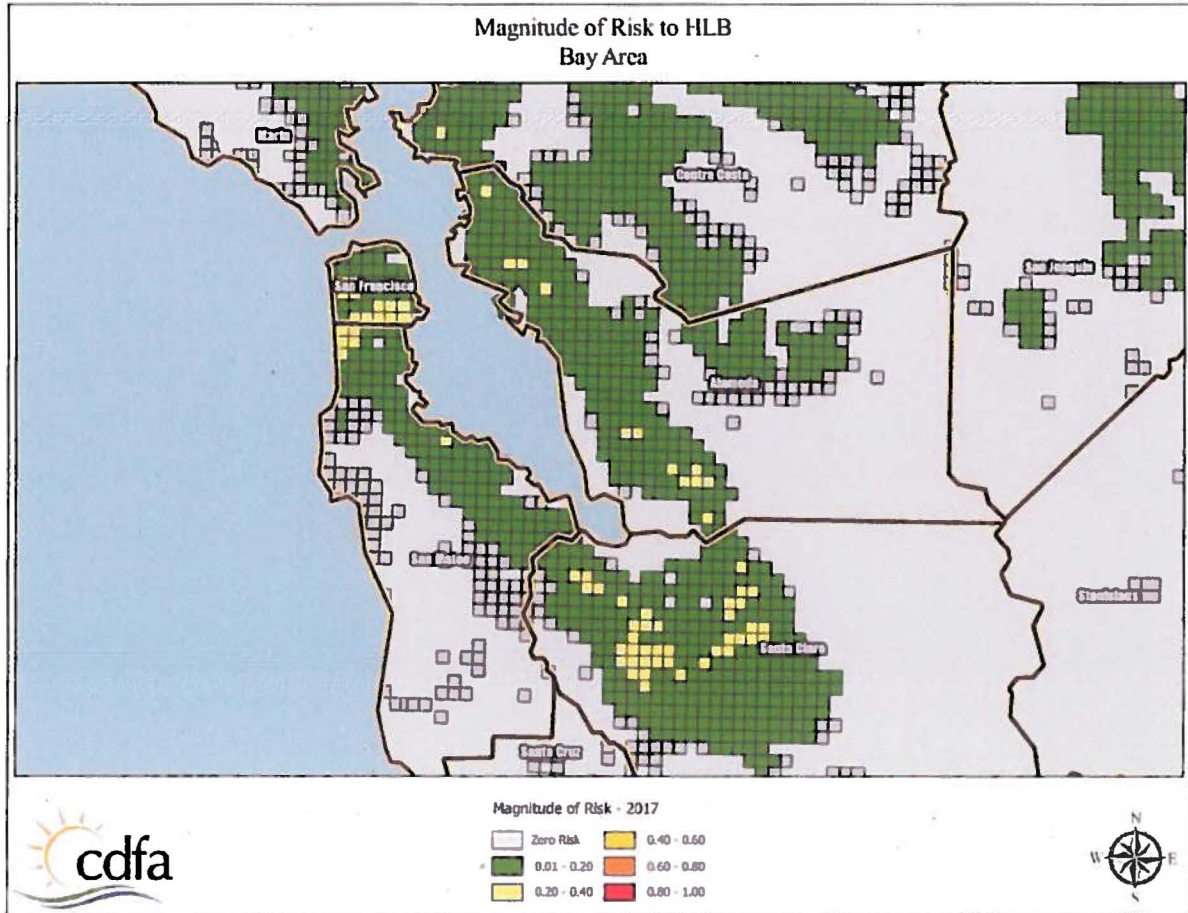 Magnitude of Risk to HLB
Bay Area
Marin
Contra Costa
San Francisco
San Joaquin
Alameda
San Mateo
Stanislaus
Santa Clara
Santa Cruz
cdfa
Magnitude of Risk - 2017
Zero Risk
0.01 - 0.20
0.20 - 0.40
0.40 - 0.60
0.60 - 0.80
0.80 - 1.00
N
W
E
S